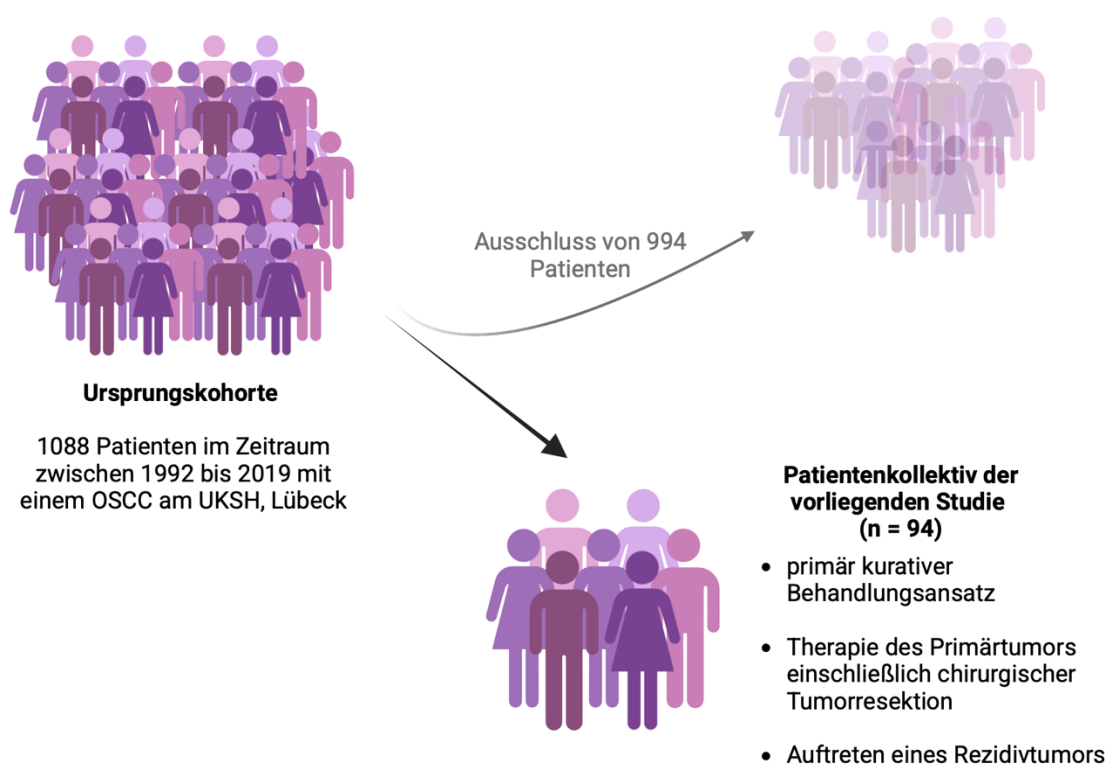 Ausschluss von 994
Patienten
Ursprungskohorte
1088 Patienten im Zeitraum
zwischen 1992 bis 2019 mit
einem OSCC am UKSH, Lübeck
Patientenkollektiv der
vorliegenden Studie
(n = 94)
• primär kurativer
Behandlungsansatz
• Therapie des Primärtumors
einschließlich chirurgischer
Tumorresektion
• Auftreten eines Rezidivtumors